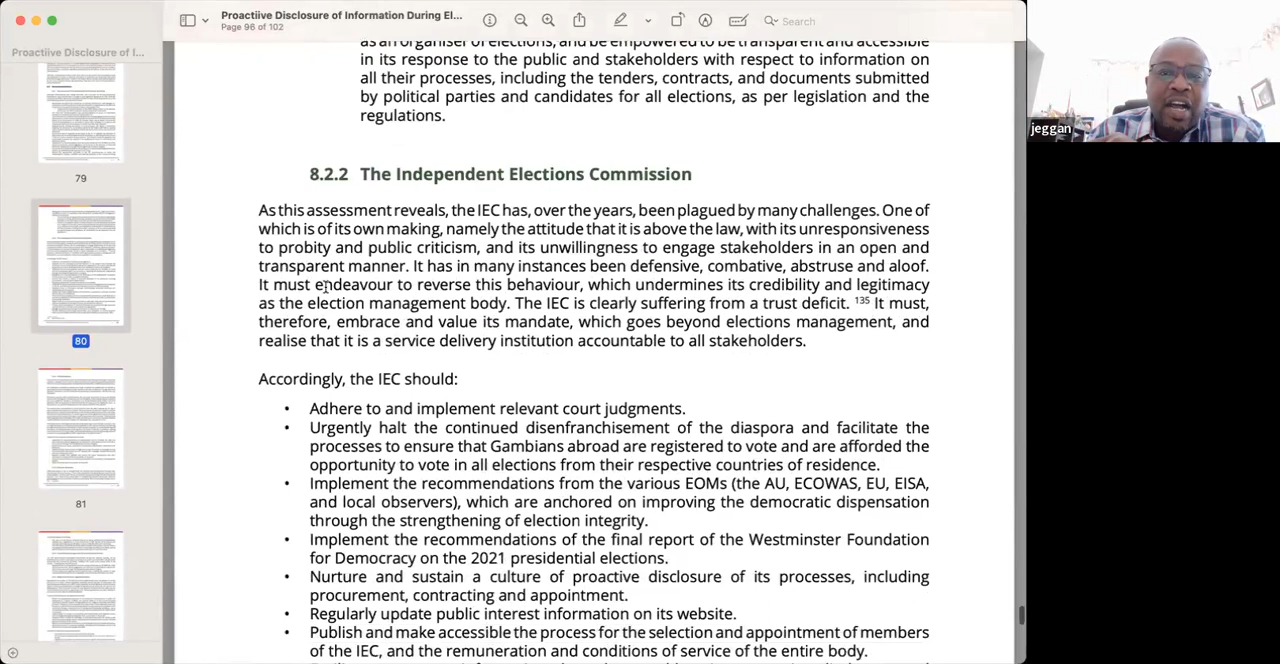 Proactiive Disclosure of Information During El...
Page 96 of 102
Search
Proactiive Disclosure of I...
79
80
81
as an organiser of elections, and be empowered to be transparent and accessible
in its response to the public and stakeholders with respect to information on
all their processes, including the tenders, contracts, and documents submitted
by political parties and candidates for all elections, as per legislation and the
regulations.
8.2.2 The Independent Elections Commission
As this assessment reveals, the IEC has, over the years, been plagued by many challenges. One of
which is of its own making, namely its attitude that it is above the law, with its unresponsiveness
to probity and public criticism and its unwillingness to engage stakeholders in an open and
transparent manner. It has in most cases been defensive, combative, abstruse and aloof.
It must endeavour to reverse this trend, which undermines its credibility and legitimacy
as the election management body. The IEC is clearly suffering from trust deficit.135 It must,
therefore, embrace and value its mandate, which goes beyond elections management, and
realise that it is a service delivery institution accountable to all stakeholders.
Accordingly, the IEC should:
• Adhere to and implement the court judgments.
• Urgently halt the continued disenfranchisement of the diaspora and facilitate the
process by which Gambians living abroad are registered as voters and are afforded the
opportunity to vote in elections from their respective countries of residence.
• Implement the recommendations from the various EOMs (the AU, ECOWAS, EU, EISA,
and local observers), which are anchored on improving the democratic dispensation
through the strengthening of election integrity.
• Implement the recommendations of the final report of the Westminster Foundation
for Democracy on the 2021 presidential elections.
• Nurture and sustain a culture of proactive disclosure of its processes, including
procurement, contracting and appointment.
• Regularly publish and update information on its website.
• Publish and make accessible the process for the selection and appointment of members
of the IEC, and the remuneration and conditions of service of the entire body.
jeggan